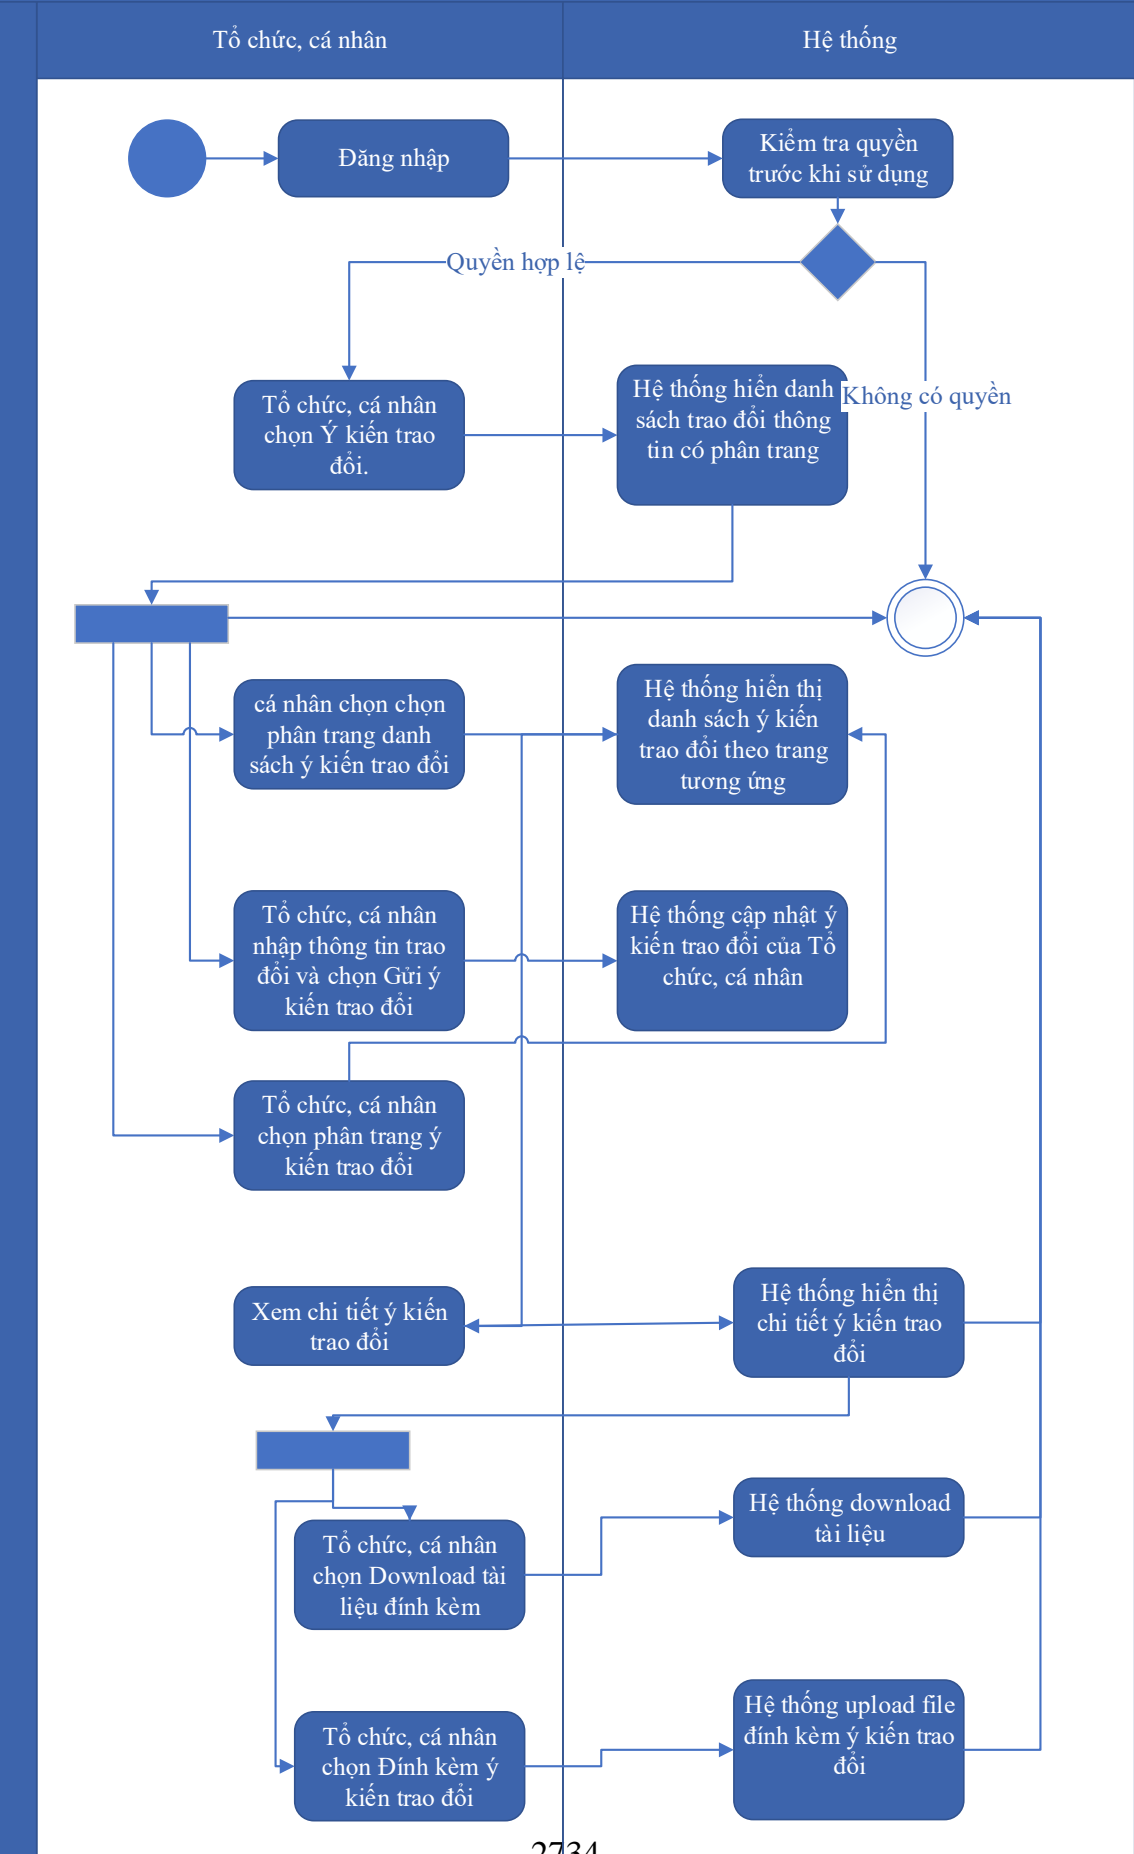 Tổ chức, cá nhân
Hệ thống
Đăng nhập
Kiểm tra quyền
trước khi sử dụng
Quyền hợp lệ
Không có quyền
Tổ chức, cá nhân
chọn Ý kiến trao
đổi.
Hệ thống hiển danh
sách trao đổi thông
tin có phân trang
cá nhân chọn chọn
phân trang danh
sách ý kiến trao đổi
Hệ thống hiển thị
danh sách ý kiến
trao đổi theo trang
tương ứng
Tổ chức, cá nhân
nhập thông tin trao
đổi và chọn Gửi ý
kiến trao đổi
Hệ thống cập nhật ý
kiến trao đổi của Tổ
chức, cá nhân
Tổ chức, cá nhân
chọn phân trang ý
kiến trao đổi
Xem chi tiết ý kiến
trao đổi
Hệ thống hiển thị
chi tiết ý kiến trao
đổi
Tổ chức, cá nhân
chọn Download tài
liệu đính kèm
Hệ thống download
tài liệu
Tổ chức, cá nhân
chọn Đính kèm ý
kiến trao đổi
Hệ thống upload file
đính kèm ý kiến trao
đổi
2734